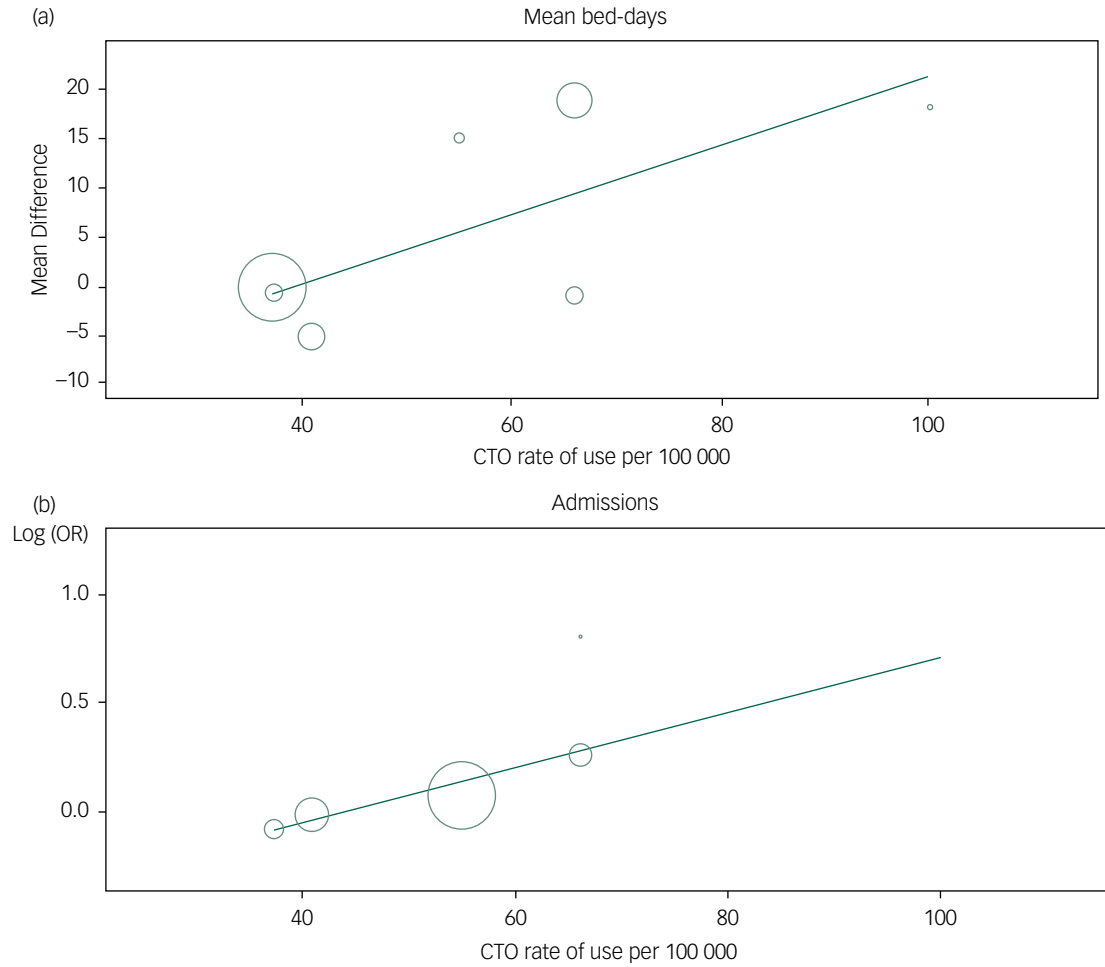 (a)
Mean bed-days
Mean Difference
20
15
10
5
0
–5
–10
40 60 80 100
CTO rate of use per 100 000
(b)
Admissions
Log (OR)
1.0
0.5
0.0
40 60 80 100
CTO rate of use per 100 000